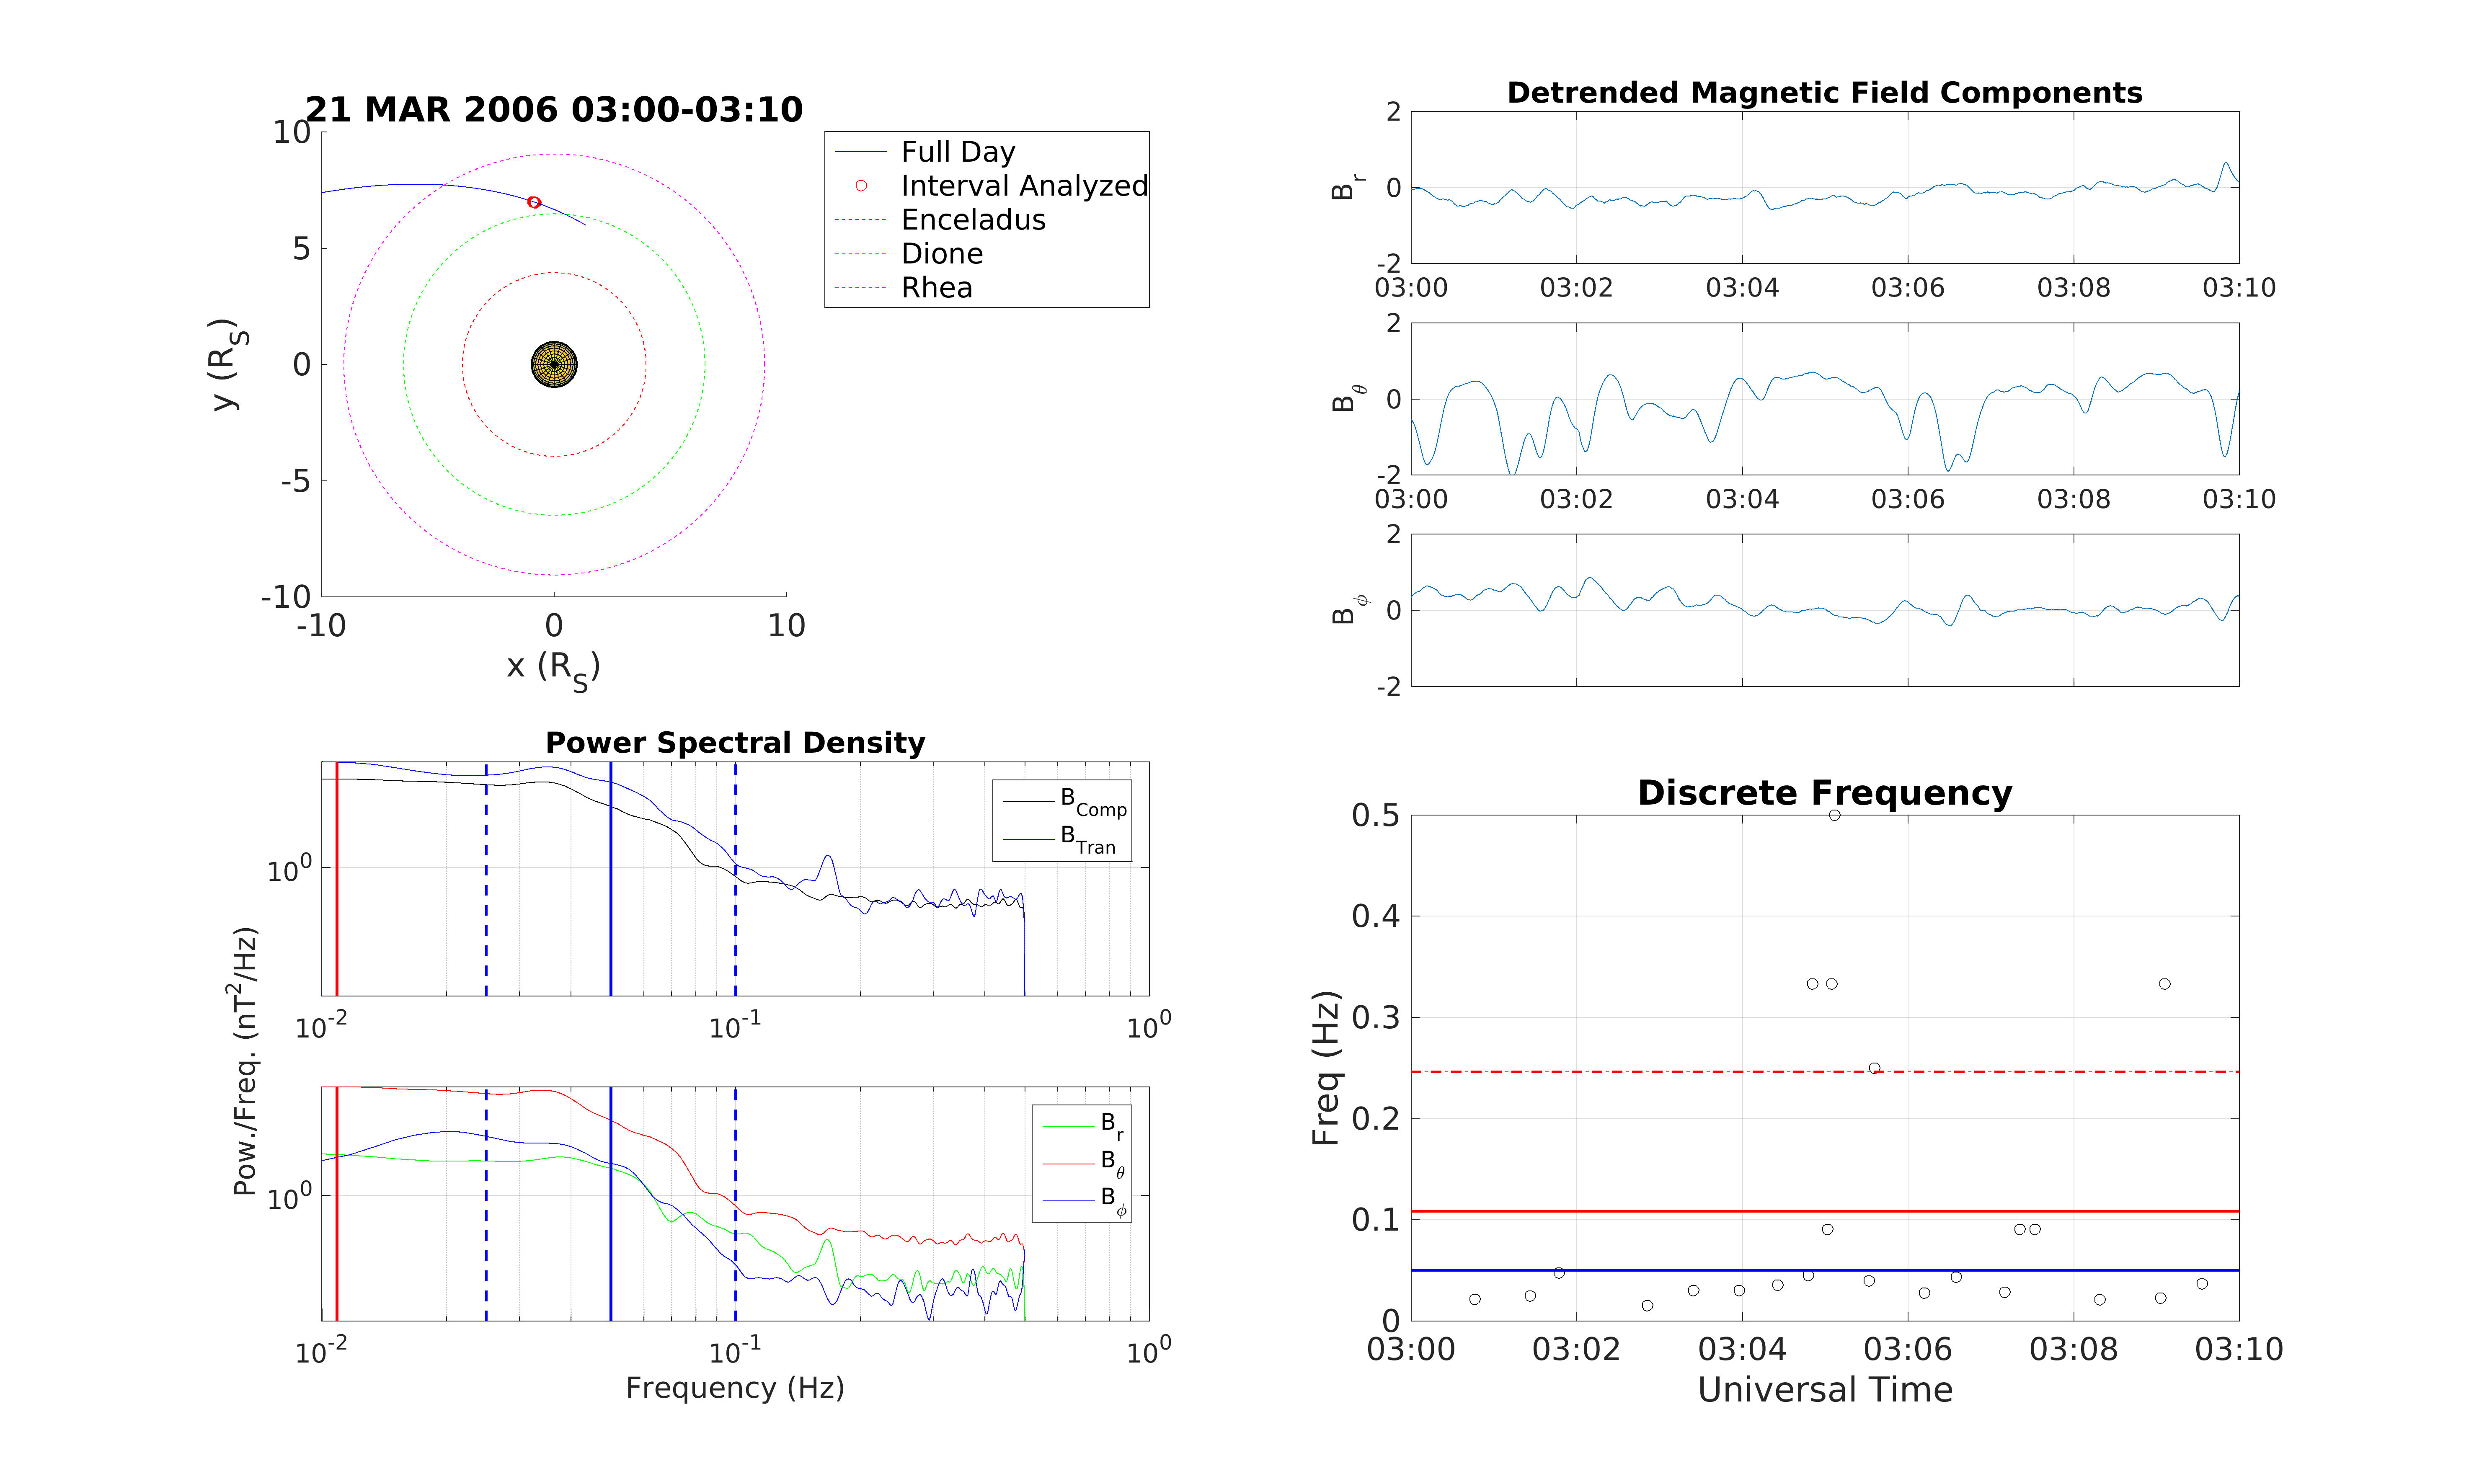 21 MAR 2006 03:00-03:10
10
5
0
-5
-10
-10 0 10
y (R_S)
x (R_S)
Full Day
Interval Analyzed
Enceladus
Dione
Rhea
Detrended Magnetic Field Components
2
0
-2
B_r
03:00 03:02 03:04 03:06 03:08 03:10
2
0
-2
B_θ
03:00 03:02 03:04 03:06 03:08 03:10
2
0
-2
B_ϕ
Power Spectral Density
10^0
B_Comp
B_Tran
10^-2 10^-1 10^0
Pow./Freq. (nT^2/Hz)
10^0
B_r
B_θ
B_ϕ
10^-2 10^-1 10^0
Frequency (Hz)
Discrete Frequency
0.5
0.4
0.3
0.2
0.1
0
Freq (Hz)
03:00 03:02 03:04 03:06 03:08 03:10
Universal Time